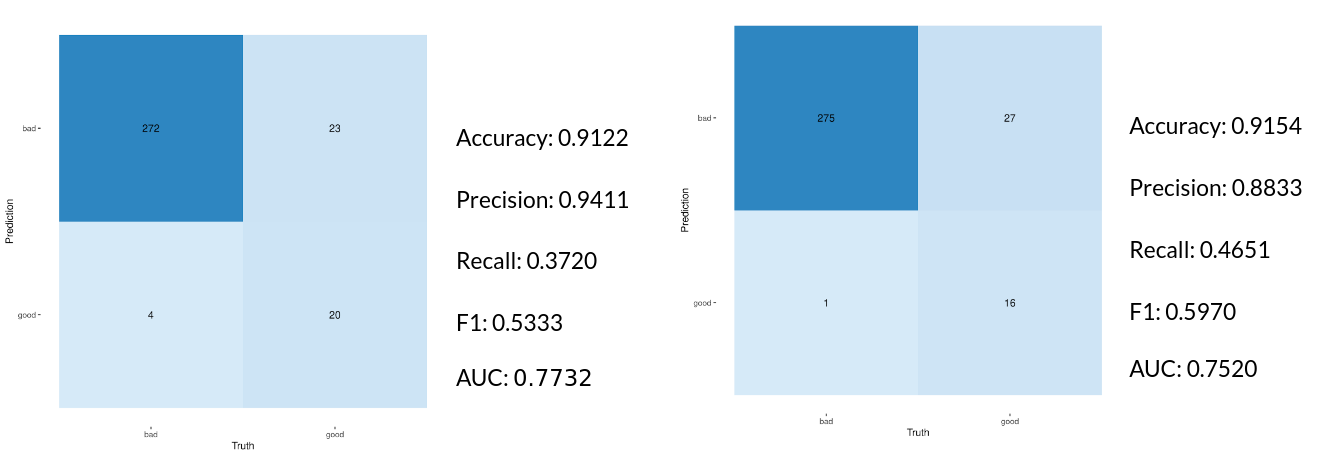 bad
272
23
Prediction
good
4
20
bad
good
Truth
Accuracy: 0.9122
Precision: 0.9411
Recall: 0.3720
F1: 0.5333
AUC: 0.7732
bad
275
27
Prediction
good
1
16
bad
good
Truth
Accuracy: 0.9154
Precision: 0.8833
Recall: 0.4651
F1: 0.5970
AUC: 0.7520